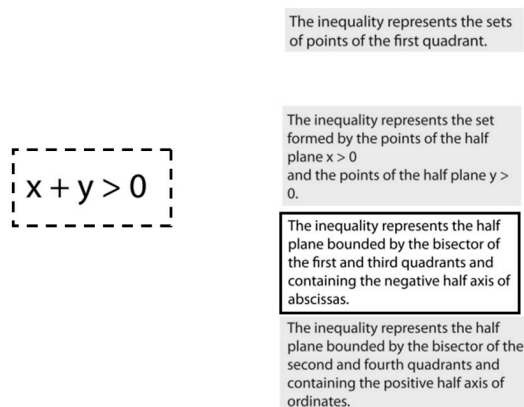 The inequality represents the sets
of points of the first quadrant.
The inequality represents the set
formed by the points of the half
plane x > 0
and the points of the half plane y >
0.
x + y > 0
The inequality represents the half
plane bounded by the bisector of
the first and third quadrants and
containing the negative half axis of
abscissas.
The inequality represents the half
plane bounded by the bisector of the
second and fourth quadrants and
containing the positive half axis of
ordinates.